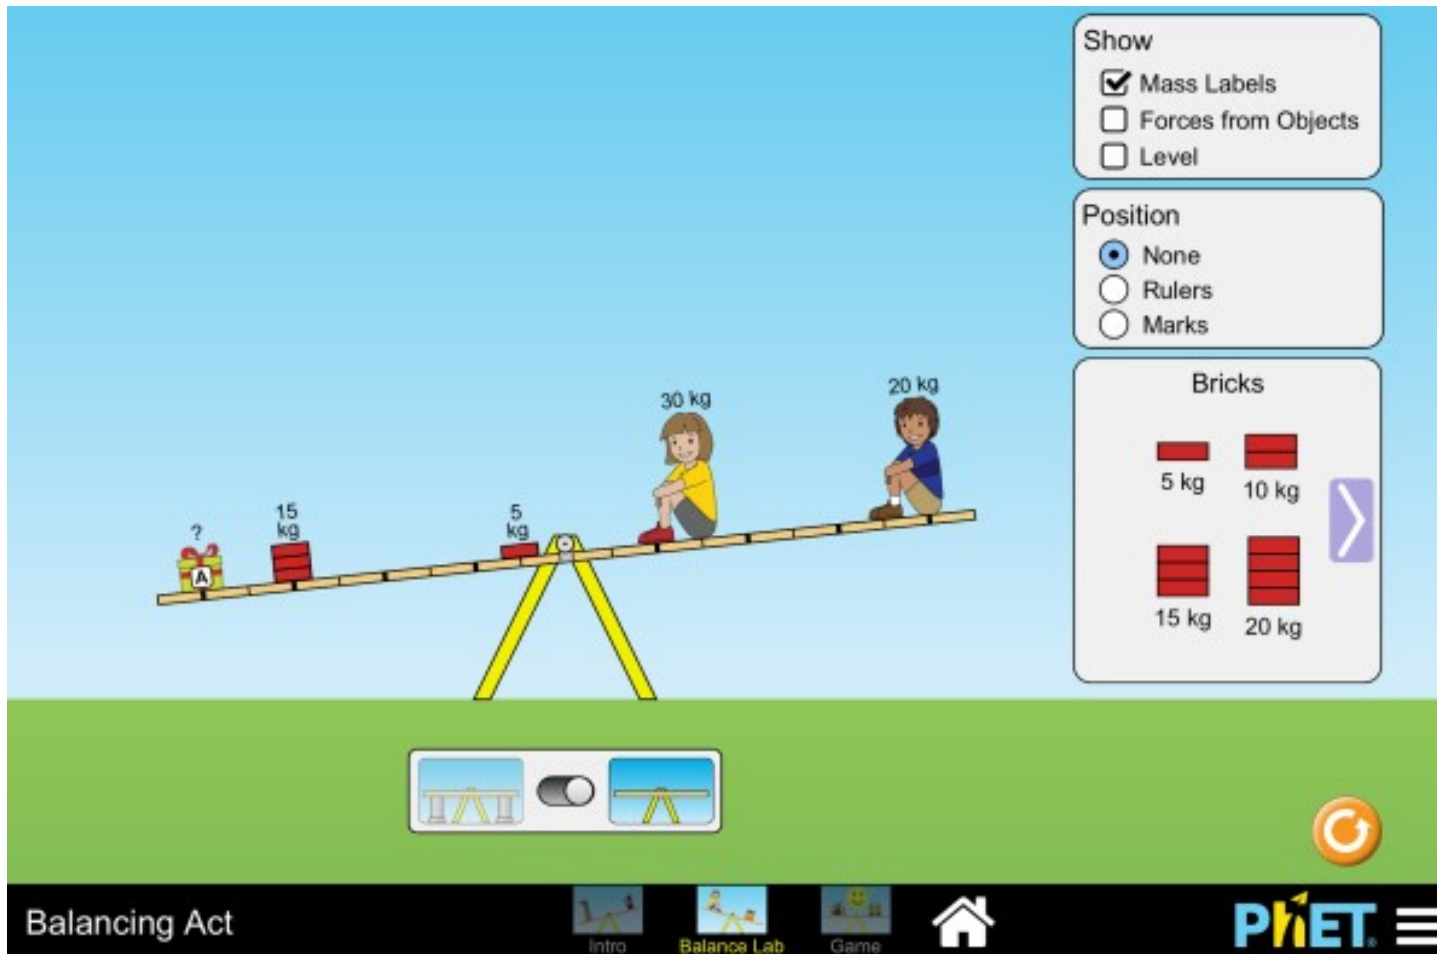 Show
Mass Labels
Forces from Objects
Level
Position
None
Rulers
Marks
Bricks
5 kg
10 kg
15 kg
20 kg
20 kg
30 kg
15
kg
5
kg
?
A
Balancing Act
Intro
Balance Lab
Game
PhET